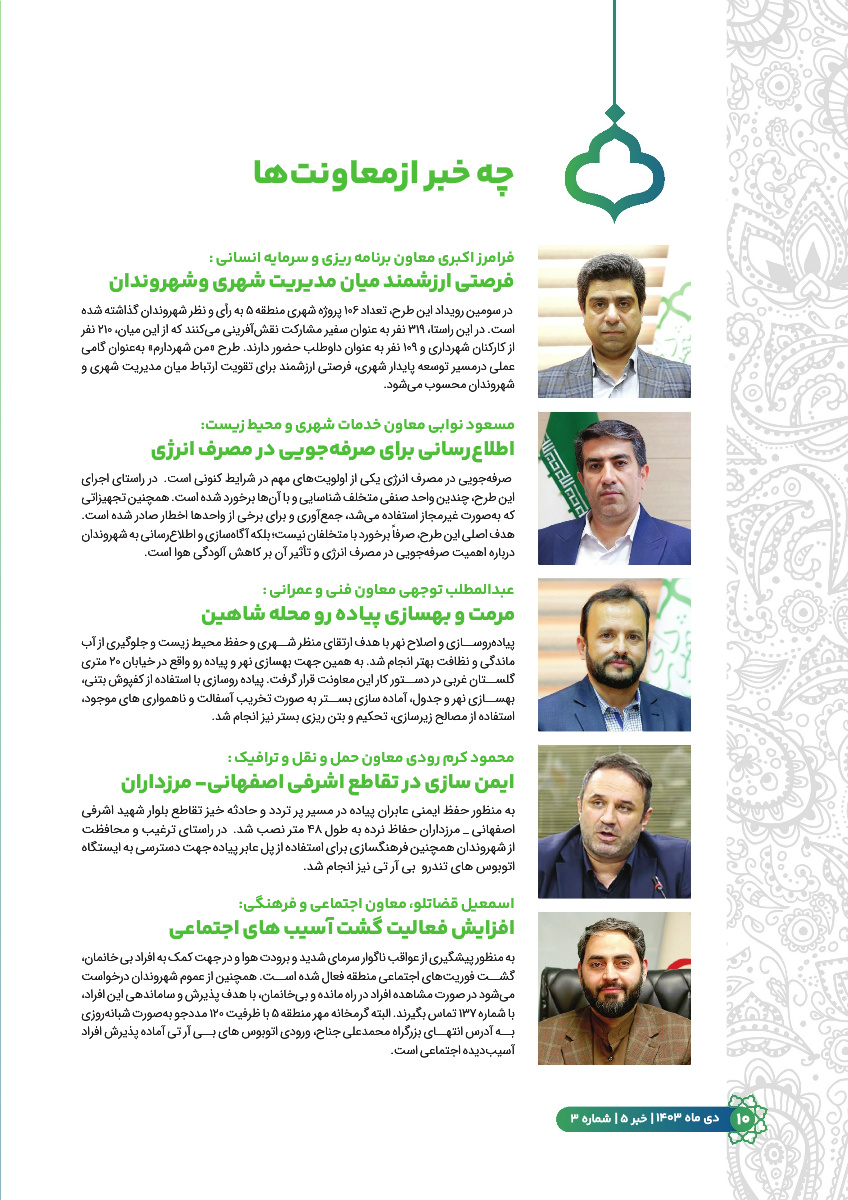 چه خبر ازمعاونت‌ها
فرامرز اکبری معاون برنامه ریزی و سرمایه انسانی :
فرصتی ارزشمند میان مدیریت شهری وشهروندان
در سومین رویداد این طرح، تعداد ۱۰۶ پروژه شهری منطقه ۵ به رأی و نظر شهروندان گذاشته شده
است. در این راستا، ۳۱۹ نفر به عنوان سفیر مشارکت نقش‌آفرینی می‌کنند که از این میان، ۲۱۰ نفر
از کارکنان شهرداری و ۱۰۹ نفر به عنوان داوطلب حضور دارند. طرح «من شهردارم» به‌عنوان گامی
عملی درمسیر توسعه پایدار شهری، فرصتی ارزشمند برای تقویت ارتباط میان مدیریت شهری و
شهروندان محسوب می‌شود.
مسعود نوابی معاون خدمات شهری و محیط زیست:
اطلاع‌رسانی برای صرفه‌جویی در مصرف انرژی
صرفه‌جویی در مصرف انرژی یکی از اولویت‌های مهم در شرایط کنونی است. در راستای اجرای
این طرح، چندین واحد صنفی متخلف شناسایی و با آن‌ها برخورد شده است. همچنین تجهیزاتی
که به‌صورت غیرمجاز استفاده می‌شد، جمع‌آوری و برای برخی از واحدها اخطار صادر شده است.
هدف اصلی این طرح، صرفاً برخورد با متخلفان نیست؛ بلکه آگاه‌سازی و اطلاع‌رسانی به شهروندان
درباره اهمیت صرفه‌جویی در مصرف انرژی و تأثیر آن بر کاهش آلودگی هوا است.
عبدالمطلب توجهی معاون فنی و عمرانی :
مرمت و بهسازی پیاده رو محله شاهین
پیاده‌روســازی و اصلاح نهر با هدف ارتقای منظر شــهری و حفظ محیط زیست و جلوگیری از آب
ماندگی و نظافت بهتر انجام شد. به همین جهت بهسازی نهر و پیاده رو واقع در خیابان ۲۰ متری
گلســتان غربی در دســتور کار این معاونت قرار گرفت. پیاده روسازی با استفاده از کفپوش بتنی،
بهســازی نهر و جدول، آماده سازی بســتر به صورت تخریب آسفالت و ناهمواری های موجود،
استفاده از مصالح زیرسازی، تحکیم و بتن ریزی بستر نیز انجام شد.
محمود کرم رودی معاون حمل و نقل و ترافیک :
ایمن سازی در تقاطع اشرفی اصفهانی– مرزداران
به منظور حفظ ایمنی عابران پیاده در مسیر پر تردد و حادثه خیز تقاطع بلوار شهید اشرفی
اصفهانی ـ مرزداران حفاظ نرده به طول ۴۸ متر نصب شد. در راستای ترغیب و محافظت
از شهروندان همچنین فرهنگسازی برای استفاده از پل عابر پیاده جهت دسترسی به ایستگاه
اتوبوس های تندرو بی آر تی نیز انجام شد.
اسمعیل قضاتلو، معاون اجتماعی و فرهنگی:
افزایش فعالیت گشت آسیب های اجتماعی
به منظور پیشگیری از عواقب ناگوار سرمای شدید و برودت هوا و در جهت کمک به افراد بی خانمان،
گشــت فوریت‌های اجتماعی منطقه فعال شده اســت. همچنین از عموم شهروندان درخواست
می‌شود در صورت مشاهده افراد در راه مانده و بی‌خانمان، با هدف پذیرش و ساماندهی این افراد،
با شماره ۱۳۷ تماس بگیرند. البته گرمخانه مهر منطقه ۵ با ظرفیت ۱۲۰ مددجو به‌صورت شبانه‌روزی
بــه آدرس انتهــای بزرگراه محمدعلی جناح، ورودی اتوبوس های بــی آر تی آماده پذیرش افراد
آسیب‌دیده اجتماعی است.
۱۰ دی ماه ۱۴۰۳ | خبر ۵ | شماره ۳